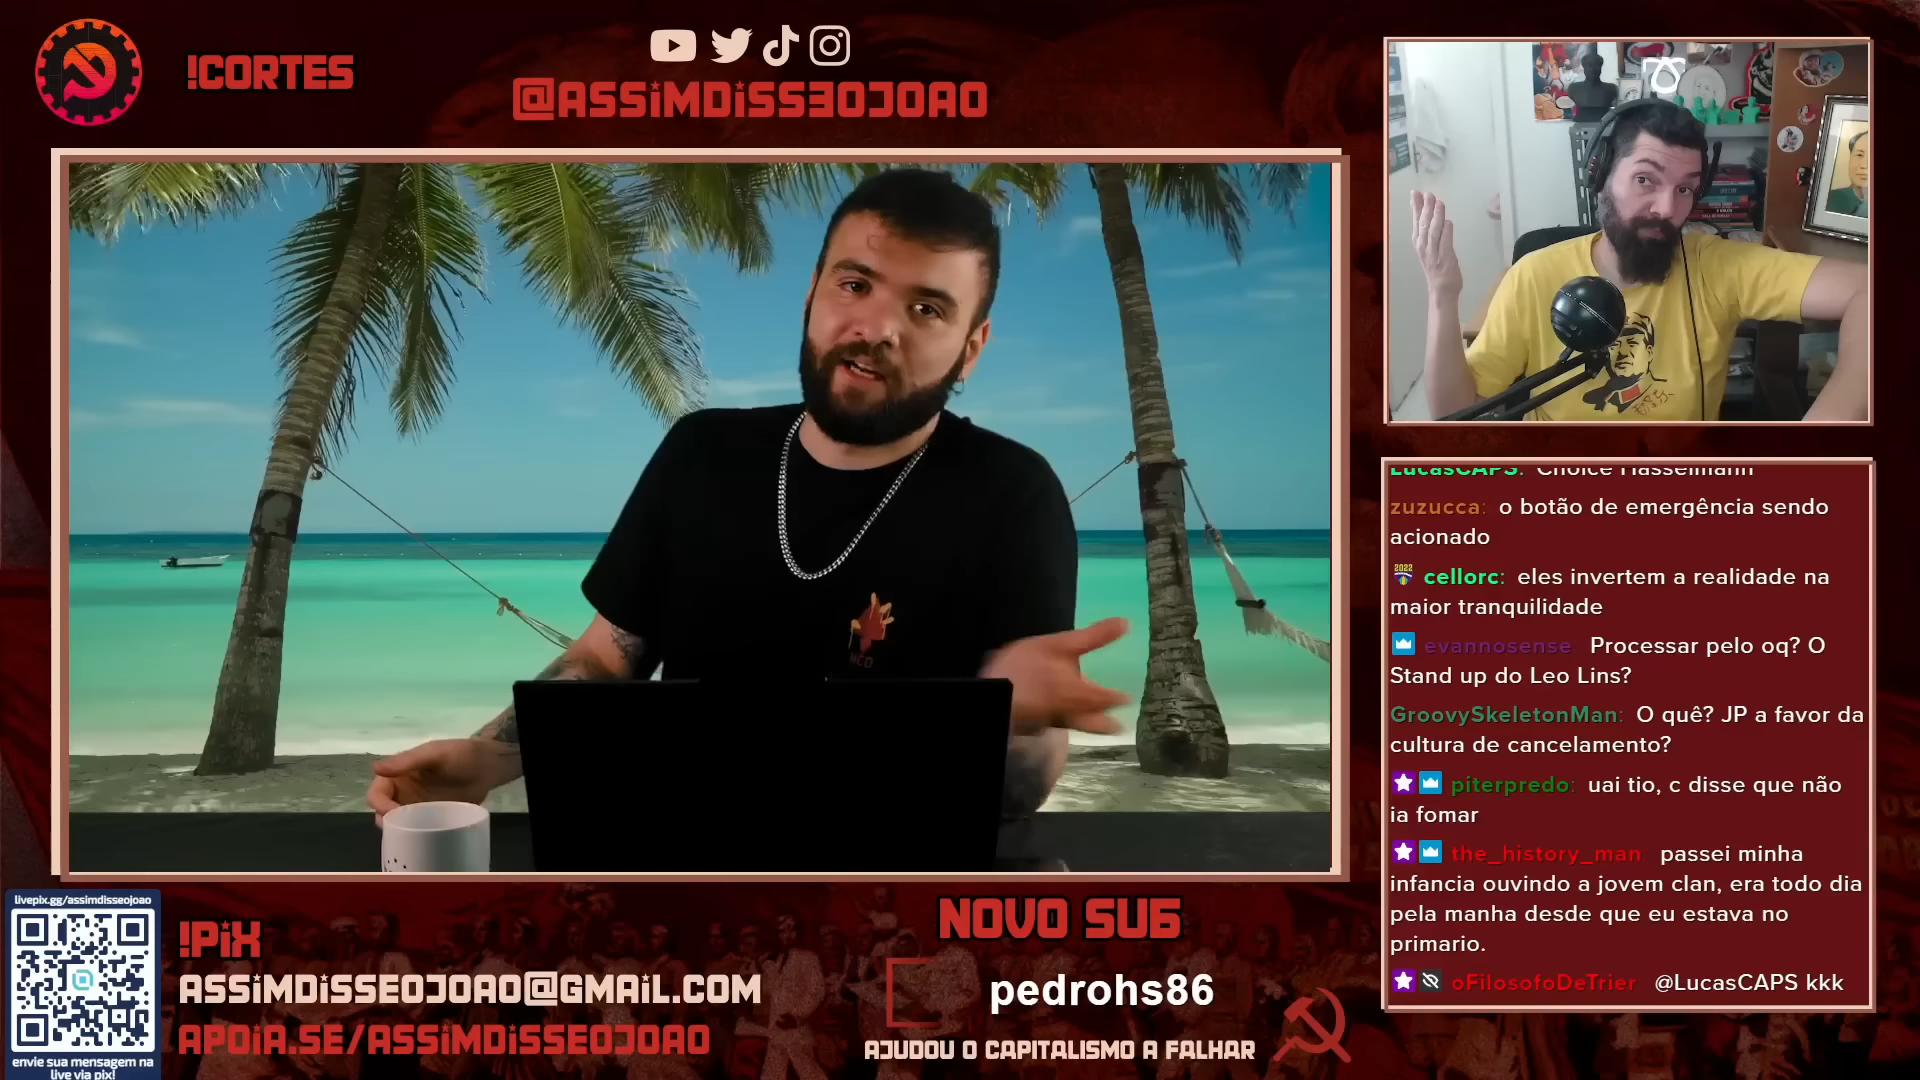 !CORTES
@ASSIMDISSEOJOAO
LucasCAPS: Choice Hasselmann
zuzucca: o botão de emergência sendo
acionado
2022 cellorc: eles invertem a realidade na
maior tranquilidade
evannosense: Processar pelo oq? O
Stand up do Leo Lins?
GroovySkeletonMan: O quê? JP a favor da
cultura de cancelamento?
piterpredo: uai tio, c disse que não
ia fomar
the_history_man: passei minha
infancia ouvindo a jovem clan, era todo dia
pela manha desde que eu estava no
primario.
oFilosofoDeTrier: @LucasCAPS kkk
livepix.gg/assimdisseojoao
envie sua mensagem na
live via pix!
!PIX
ASSIMDISSEOJOAO@GMAIL.COM
APOIA.SE/ASSIMDISSEOJOAO
NOVO SUB
pedrohs86
AJUDOU O CAPITALISMO A FALHAR